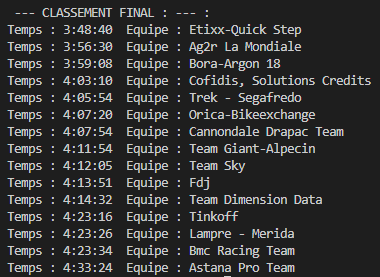 --- CLASSEMENT FINAL : --- :
Temps : 3:48:40  Equipe : Etixx-Quick Step
Temps : 3:56:30  Equipe : Ag2r La Mondiale
Temps : 3:59:08  Equipe : Bora-Argon 18
Temps : 4:03:10  Equipe : Cofidis, Solutions Credits
Temps : 4:05:54  Equipe : Trek - Segafredo
Temps : 4:07:20  Equipe : Orica-Bikeexchange
Temps : 4:07:54  Equipe : Cannondale Drapac Team
Temps : 4:11:54  Equipe : Team Giant-Alpecin
Temps : 4:12:05  Equipe : Team Sky
Temps : 4:13:51  Equipe : Fdj
Temps : 4:14:32  Equipe : Team Dimension Data
Temps : 4:23:16  Equipe : Tinkoff
Temps : 4:23:26  Equipe : Lampre - Merida
Temps : 4:23:34  Equipe : Bmc Racing Team
Temps : 4:33:24  Equipe : Astana Pro Team